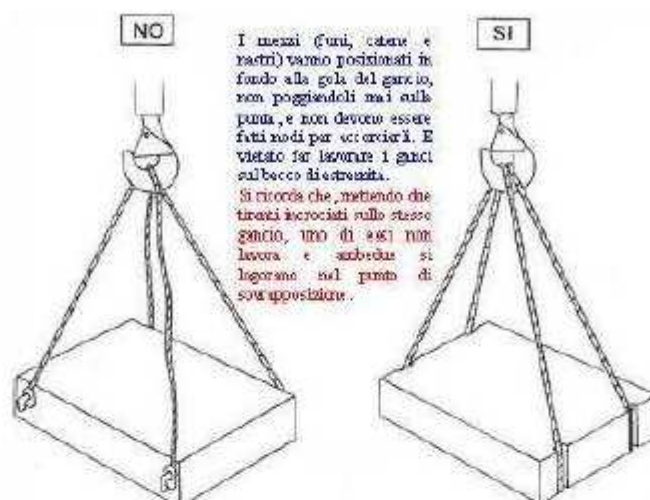 NO
SI
I mezzi (funi, catene e
nastri) vanno posizionati in
fondo alla gola del gancio,
non poggiandoli mai sulla
punta, e non devono essere
fatti nodi per accorciarli. E
vietato far lavorare i ganci
sul becco di estremita.
Si ricorda che, mettendo due
tiranti incrociati sullo stesso
gancio, uno di essi non
lavora e ambedue si
logorano nel punto di
sovrapposizione.